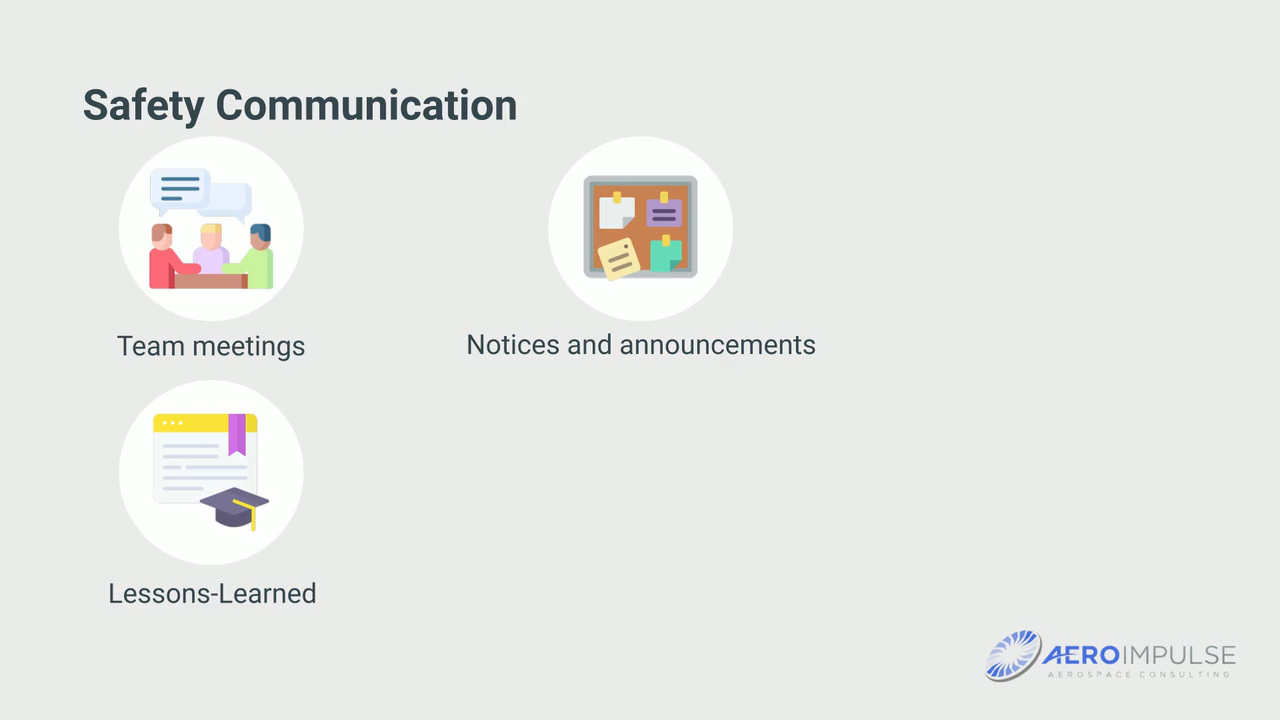 Safety Communication
Team meetings
Notices and announcements
Lessons-Learned
AEROIMPULSE
AEROSPACE CONSULTING